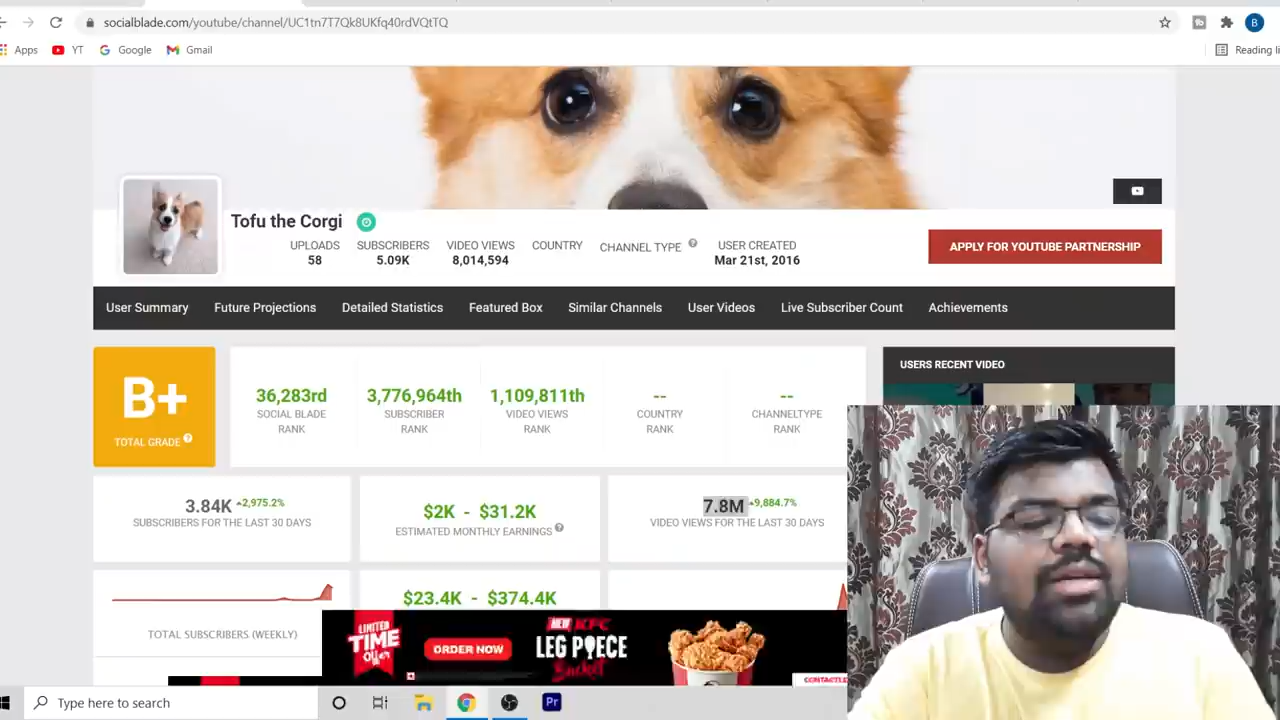 socialblade.com/youtube/channel/UC1tn7T7Qk8UKfq40rdVQtTQ
B
Apps
YT
Google
Gmail
Reading li
Tofu the Corgi
UPLOADS
58
SUBSCRIBERS
5.09K
VIDEO VIEWS
8,014,594
COUNTRY
CHANNEL TYPE
USER CREATED
Mar 21st, 2016
APPLY FOR YOUTUBE PARTNERSHIP
User Summary
Future Projections
Detailed Statistics
Featured Box
Similar Channels
User Videos
Live Subscriber Count
Achievements
B+
TOTAL GRADE
36,283rd
SOCIAL BLADE
RANK
3,776,964th
SUBSCRIBER
RANK
1,109,811th
VIDEO VIEWS
RANK
--
COUNTRY
RANK
--
CHANNELTYPE
RANK
USERS RECENT VIDEO
3.84K 2,975.2%
SUBSCRIBERS FOR THE LAST 30 DAYS
$2K - $31.2K
ESTIMATED MONTHLY EARNINGS
7.8M 9,884.7%
VIDEO VIEWS FOR THE LAST 30 DAYS
TOTAL SUBSCRIBERS (WEEKLY)
$23.4K - $374.4K
LIMITED
TIME
Offer
ORDER NOW
NEW KFC
LEG PIECE
Bucket
CONTACTLE
Type here to search
Pr